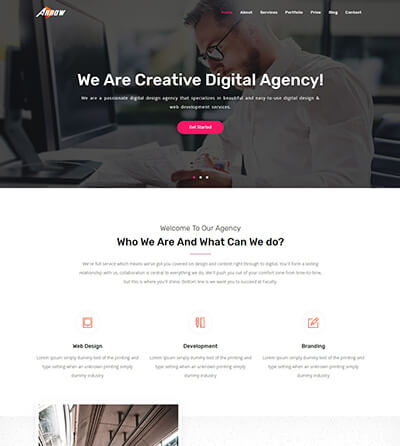 ARROW
Home About Services Portfolio Price Blog Contact
We Are Creative Digital Agency!
We are a passionate digital design agency that specializes in beautiful and easy-to-use digital design &
web development services.
Get Started
Welcome To Our Agency
Who We Are And What Can We do?
We're full service which means we've got you covered on design and content right through to digital. You'll form a lasting
relationship with us, collaboration is central to everything we do. We'll push you out of your comfort zone from time-to-time,
but this is where you'll shine. Bottom line is we want you to succeed at Faculty.
Web Design Development Branding
Lorem Ipsum simply dummy text of the printing and
type setting when an unknown printing simply
dummy industry
Lorem Ipsum simply dummy text of the printing and
type setting when an unknown printing simply
dummy industry
Lorem Ipsum simply dummy text of the printing and
type setting when an unknown printing simply
dummy industry